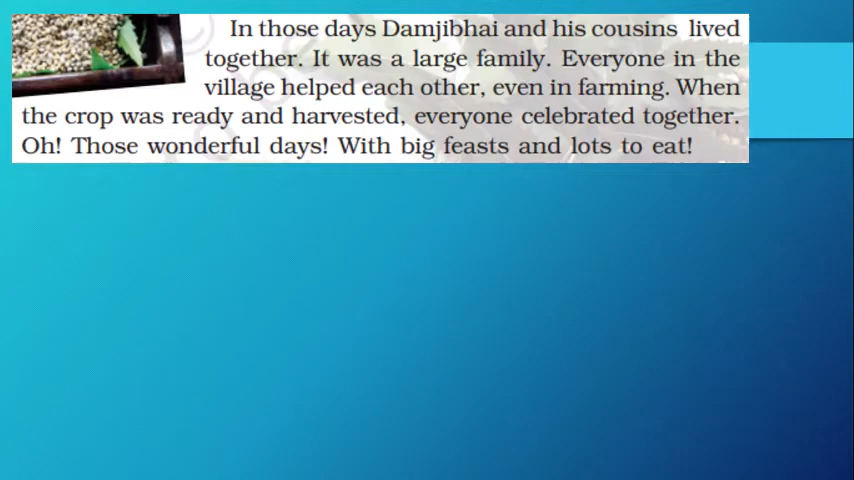 In those days Damjibhai and his cousins lived
together. It was a large family. Everyone in the
village helped each other, even in farming. When
the crop was ready and harvested, everyone celebrated together.
Oh! Those wonderful days! With big feasts and lots to eat!